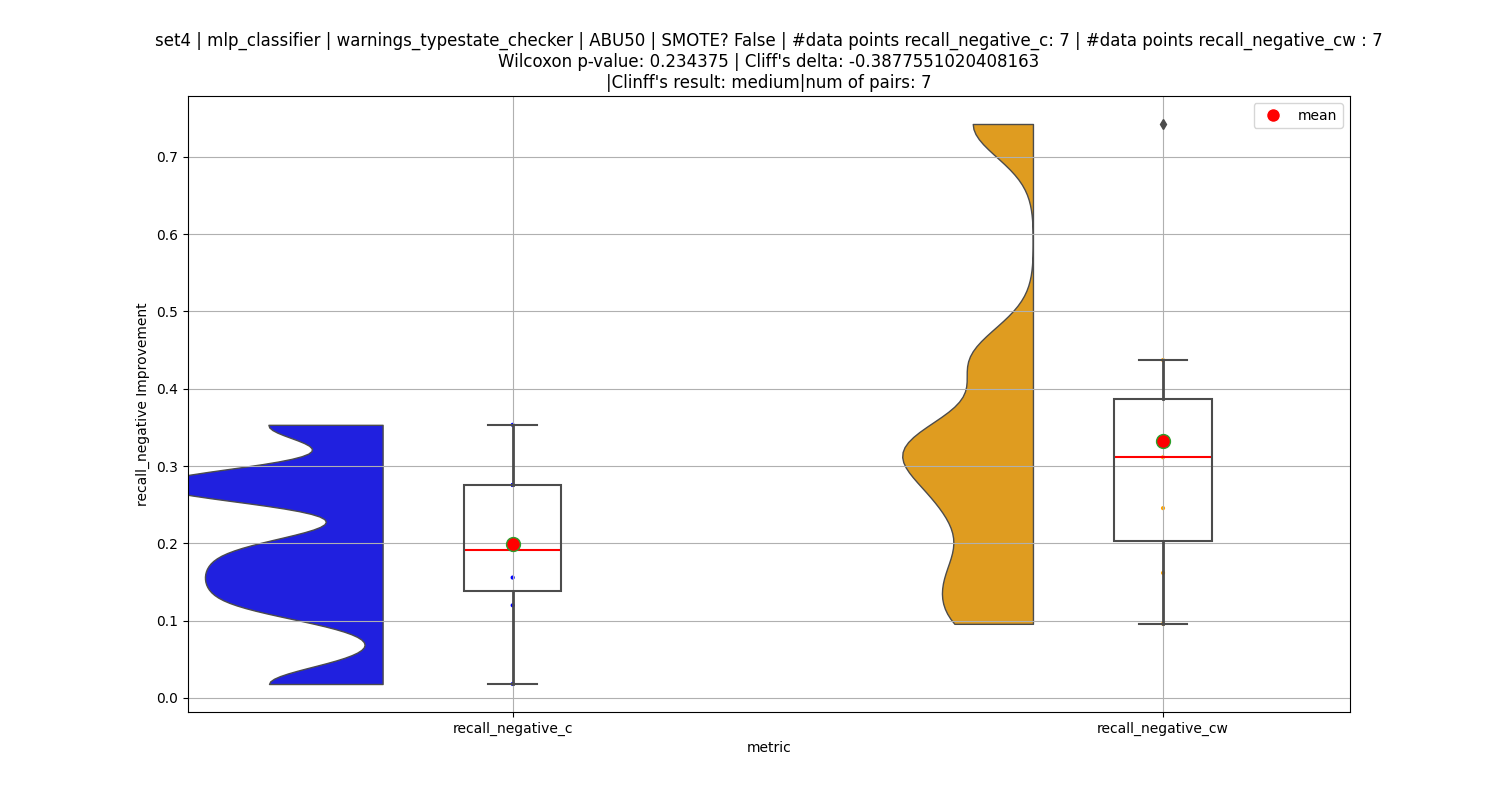 set4 | mlp_classifier | warnings_typestate_checker | ABU50 | SMOTE? False | #data points recall_negative_c: 7 | #data points recall_negative_cw : 7
Wilcoxon p-value: 0.234375 | Cliff's delta: -0.3877551020408163
|Clinff's result: medium|num of pairs: 7
mean
0.7
0.6
0.5
0.4
0.3
0.2
0.1
0.0
recall_negative Improvement
recall_negative_c
recall_negative_cw
metric